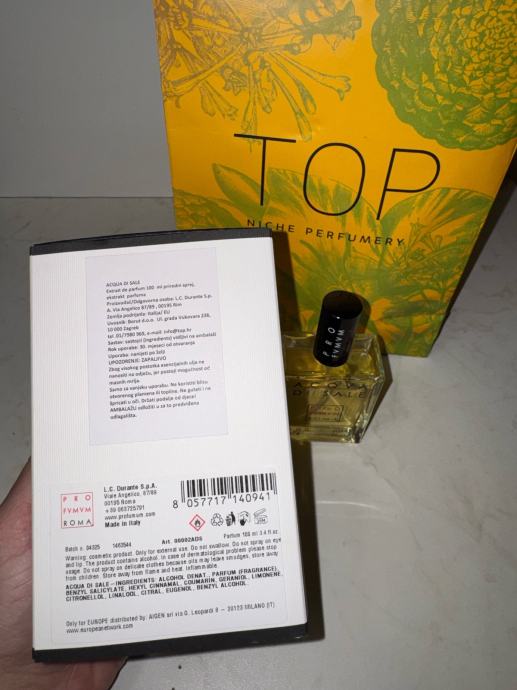 TOP
NICHE PERFUMERY
PRO
FVMVM
ACQUA
DI SALE
ACQUA DI SALE
Extrait de parfum 100 ml prirodni sprej,
ekstrakt parfema
Proizvođač/Odgovorna osoba: L.C. Durante S.p.
A. Via Angelico 87/89, 00195 Rim
Zemlja podrijetla: Italija/ EU
Uvoznik: Berut d.o.o. Ul. grada Vukovara 236,
10 000 Zagreb
tel. 01/7980 969, e-mail: info@top.hr
Sastav: sastojci (ingredients) vidljivi na ambalaži
Rok uporabe: 30. mjeseci od otvaranja
Uporaba: nanijeti po želji
UPOZORENJE: ZAPALJIVO
Zbog visokog postotka esencijalnih ulja ne
nanositi na odjeću, jer postoji mogućnost od
masnih mrlja.
Samo za vanjsku uporabu. Ne koristiti blizu
otvorenog plamena ili topline. Ne gutati i ne
špricati u oči. Držati podalje od djece!
AMBALAŽU odložiti u za to predviđena
odlagališta.
PRO
FVMVM
ROMA
L.C. Durante S.p.A.
Viale Angelico, 87/89
00195 Roma
+39 063725791
www.profumum.com
Made in Italy
8 057717 140941
Batch n. 04325 1463544
Art. 00002ADS
Parfum 100 ml 3.4 fl oz
Warning: cosmetic product. Only for external use. Do not swallow. Do not spray on eye
and lip. The product contains alcohol. In case of dermatological problem please stop
usage. Do not spray on delicate clothes because oils may leave smudges, store away
from children. Store away from flame and heat. Inflammable.
ACQUA DI SALE-INGREDIENTS: ALCOHOL DENAT., PARFUM (FRAGRANCE),
BENZYL SALICYLATE, HEXYL CINNAMAL, COUMARIN, GERANIOL, LIMONENE,
CITRONELLOL, LINALOOL, CITRAL, EUGENOL, BENZYL ALCOHOL.
Only for EUROPE distributed by: AIGEN srl via G. Leopardi 8 - 20123 MILANO (IT)
www.europeanetwork.com